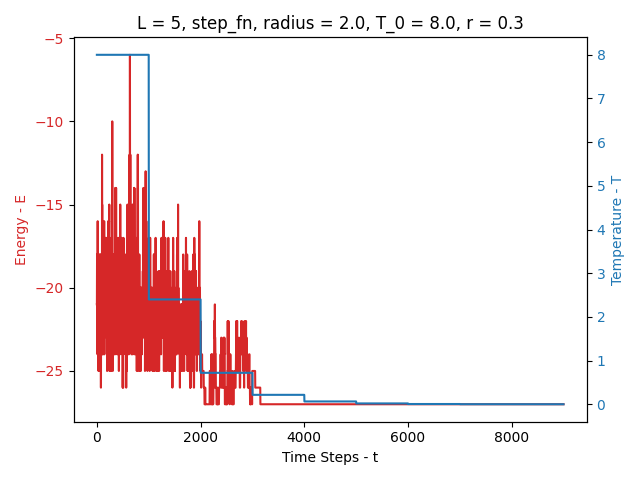 L = 5, step_fn, radius = 2.0, T_0 = 8.0, r = 0.3
−5
−10
−15
−20
−25
Energy - E
8
7
6
5
4
3
2
1
0
Temperature - T
0 2000 4000 6000 8000
Time Steps - t